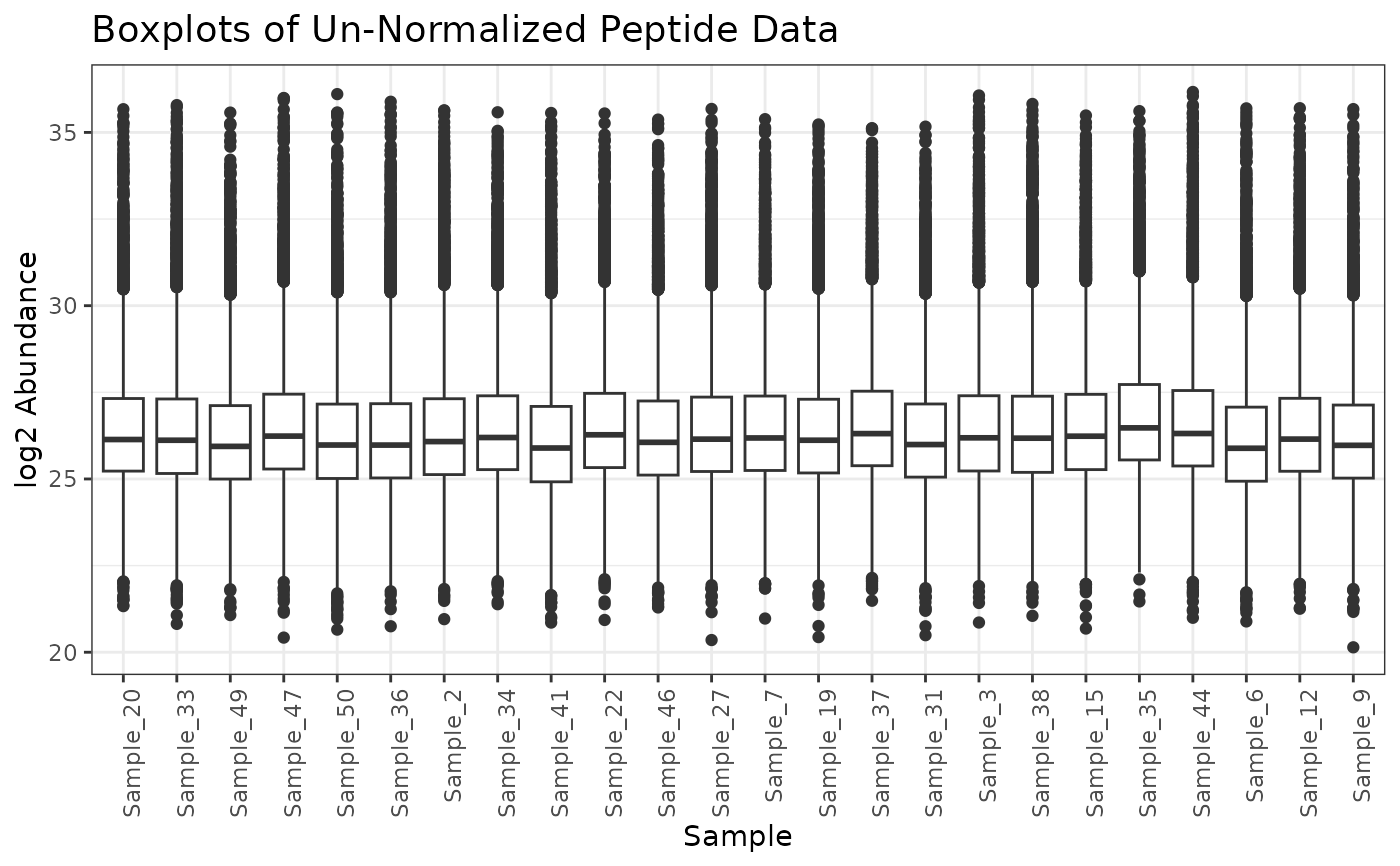 Boxplots of Un-Normalized Peptide Data
log2 Abundance
35
30
25
20
Sample_20
Sample_33
Sample_49
Sample_47
Sample_50
Sample_36
Sample_2
Sample_34
Sample_41
Sample_22
Sample_46
Sample_27
Sample_7
Sample_19
Sample_37
Sample_31
Sample_3
Sample_38
Sample_15
Sample_35
Sample_44
Sample_6
Sample_12
Sample_9
Sample